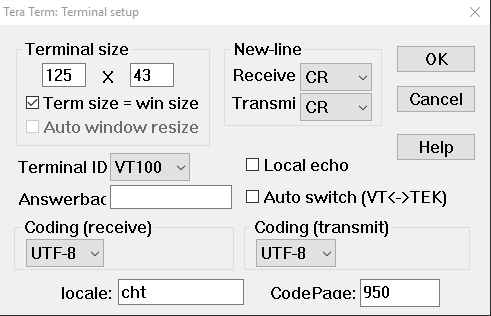 Tera Term: Terminal setup
Terminal size
125 X 43
Term size = win size
Auto window resize
New-line
Receive CR
Transmi CR
OK
Cancel
Help
Terminal ID VT100
Local echo
Answerbac
Auto switch (VT<->TEK)
Coding (receive)
UTF-8
Coding (transmit)
UTF-8
locale: cht
CodePage: 950